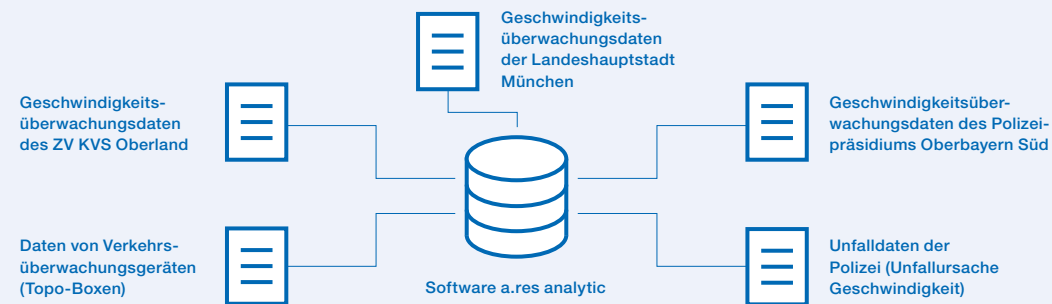 Geschwindigkeits-
überwachungsdaten
der Landeshauptstadt
München
Geschwindigkeits-
überwachungsdaten
des ZV KVS Oberland
Geschwindigkeitsüber-
wachungsdaten des Polizei-
präsidiums Oberbayern Süd
Daten von Verkehrs-
überwachungsgeräten
(Topo-Boxen)
Software a.res analytic
Unfalldaten der
Polizei (Unfallursache
Geschwindigkeit)